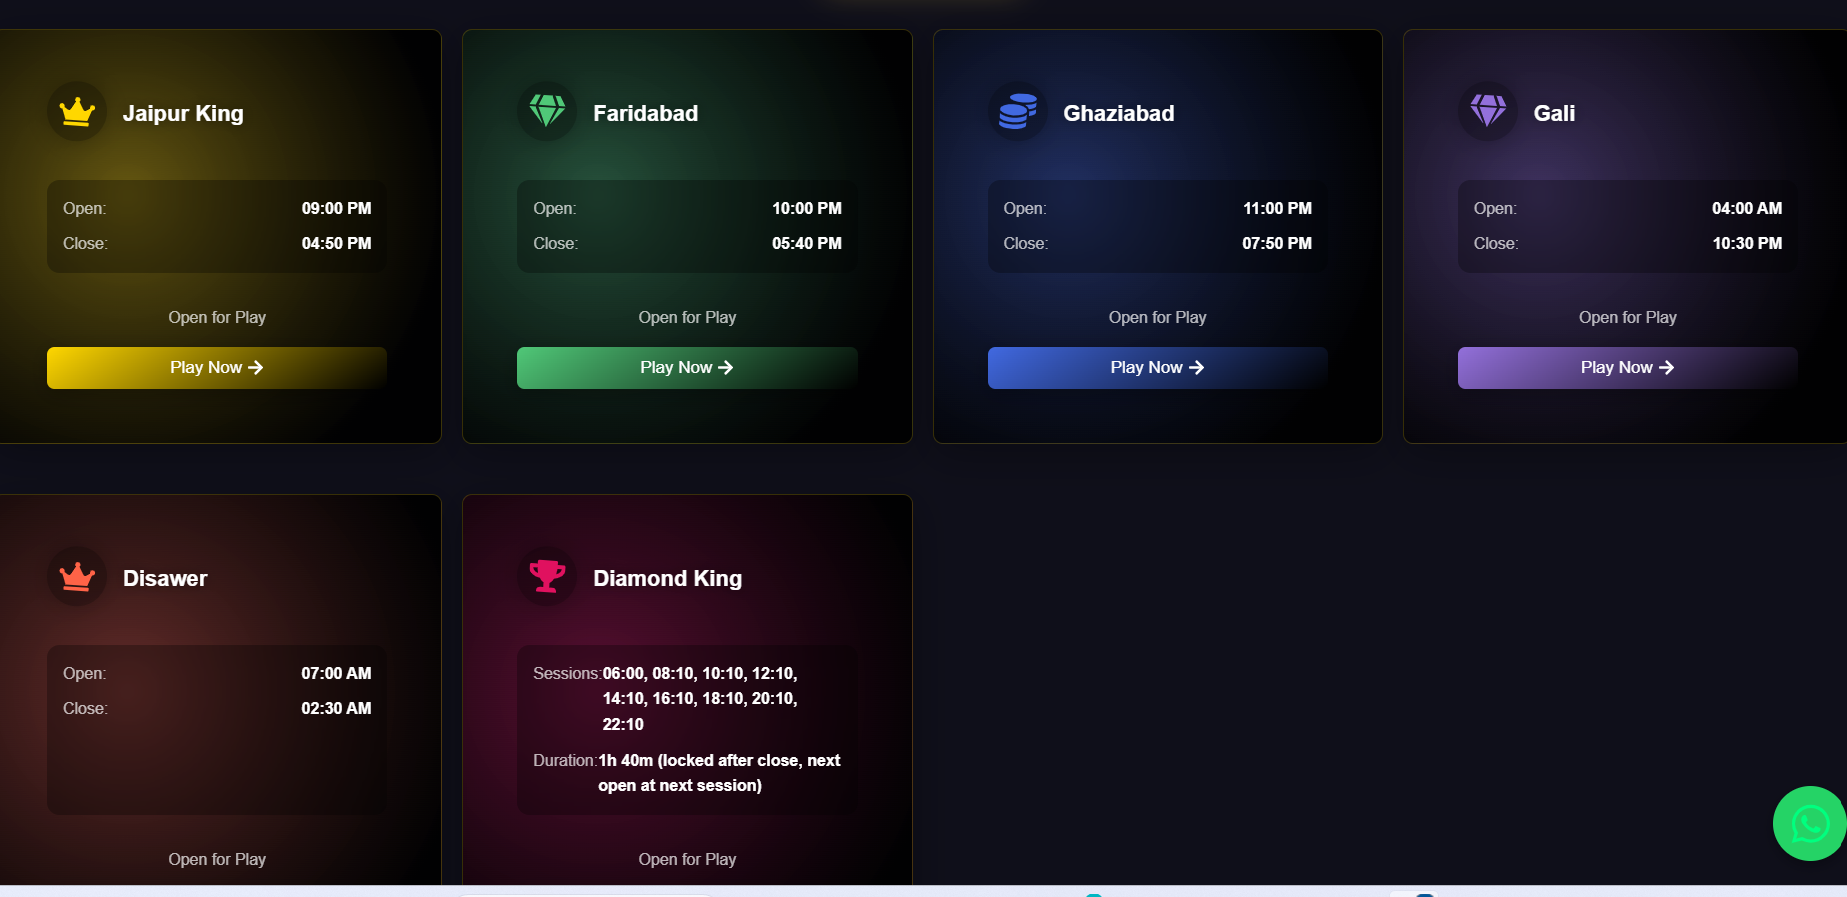 Jaipur King
Open: 09:00 PM
Close: 04:50 PM
Open for Play
Play Now
Faridabad
Open: 10:00 PM
Close: 05:40 PM
Open for Play
Play Now
Ghaziabad
Open: 11:00 PM
Close: 07:50 PM
Open for Play
Play Now
Gali
Open: 04:00 AM
Close: 10:30 PM
Open for Play
Play Now
Disawer
Open: 07:00 AM
Close: 02:30 AM
Open for Play
Diamond King
Sessions: 06:00, 08:10, 10:10, 12:10,
14:10, 16:10, 18:10, 20:10,
22:10
Duration: 1h 40m (locked after close, next
open at next session)
Open for Play